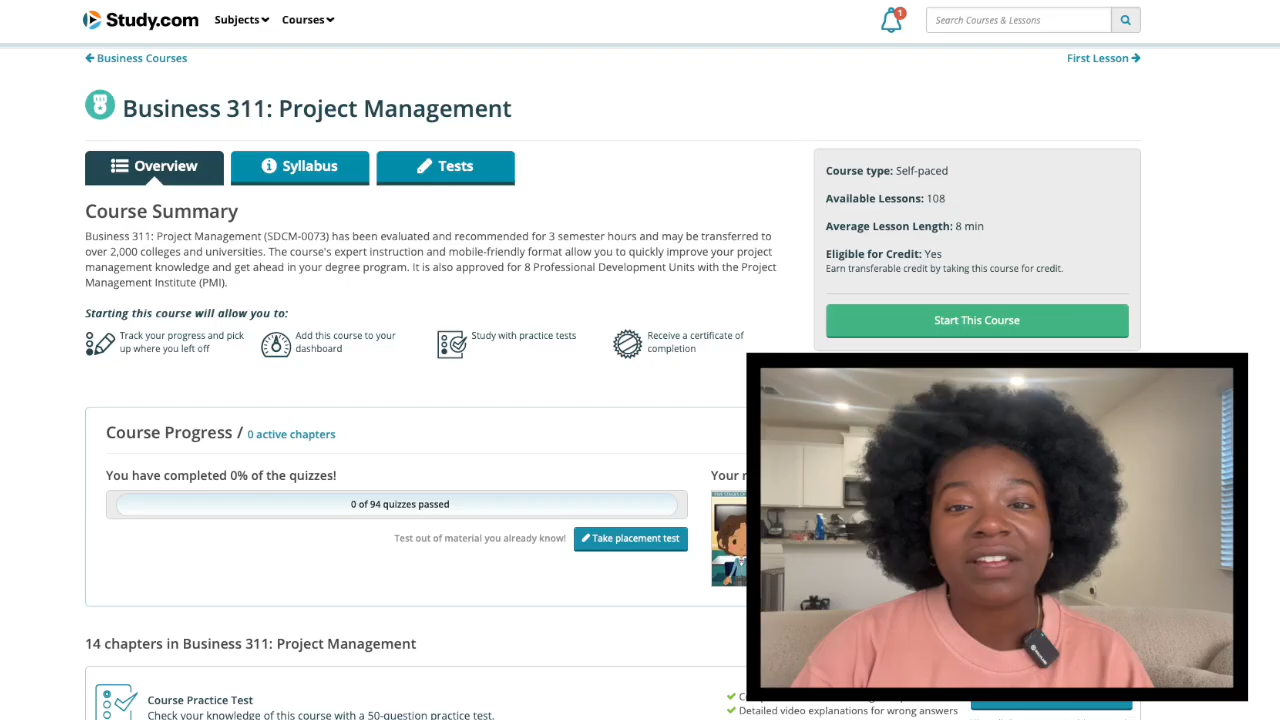 Study.com
Subjects
Courses
1
Search Courses & Lessons
Business Courses
First Lesson
Business 311: Project Management
Overview
Syllabus
Tests
Course Summary
Business 311: Project Management (SDCM-0073) has been evaluated and recommended for 3 semester hours and may be transferred to
over 2,000 colleges and universities. The course's expert instruction and mobile-friendly format allow you to quickly improve your project
management knowledge and get ahead in your degree program. It is also approved for 8 Professional Development Units with the Project
Management Institute (PMI).
Starting this course will allow you to:
Track your progress and pick
up where you left off
Add this course to your
dashboard
Study with practice tests
Receive a certificate of
completion
Course type: Self-paced
Available Lessons: 108
Average Lesson Length: 8 min
Eligible for Credit: Yes
Earn transferable credit by taking this course for credit.
Start This Course
Course Progress / 0 active chapters
You have completed 0% of the quizzes!
0 of 94 quizzes passed
Test out of material you already know!
Take placement test
Your
14 chapters in Business 311: Project Management
Course Practice Test
Check your knowledge of this course with a 50-question practice test.
Detailed video explanations for wrong answers